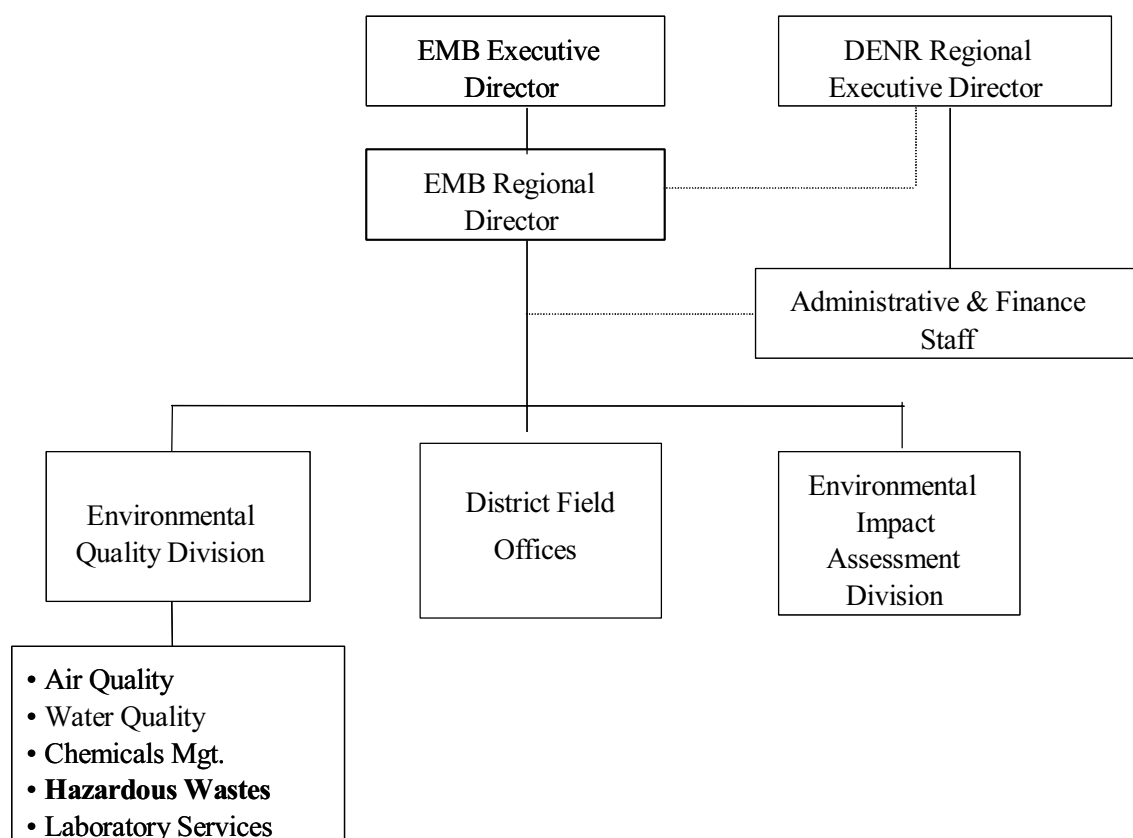 EMB Executive
Director
DENR Regional
Executive Director
EMB Regional
Director
Administrative & Finance
Staff
Environmental
Quality Division
District Field
Offices
Environmental
Impact
Assessment
Division
• Air Quality
• Water Quality
• Chemicals Mgt.
• Hazardous Wastes
• Laboratory Services